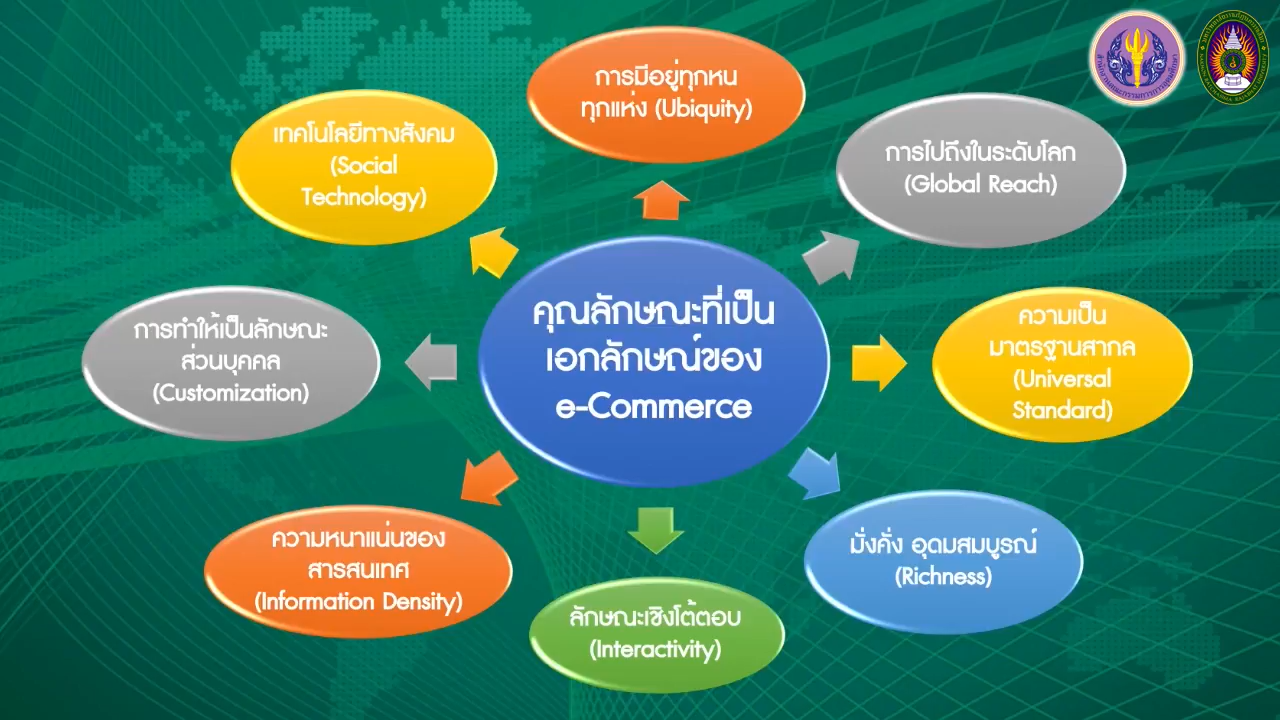 คุณลักษณะที่เป็น
เอกลักษณ์ของ
e-Commerce
การมีอยู่ทุกหน
ทุกแห่ง (Ubiquity)
การไปถึงในระดับโลก
(Global Reach)
ความเป็น
มาตรฐานสากล
(Universal
Standard)
มั่งคั่ง อุดมสมบูรณ์
(Richness)
ลักษณะเชิงโต้ตอบ
(Interactivity)
ความหนาแน่นของ
สารสนเทศ
(Information Density)
การทำให้เป็นลักษณะ
ส่วนบุคคล
(Customization)
เทคโนโลยีทางสังคม
(Social
Technology)